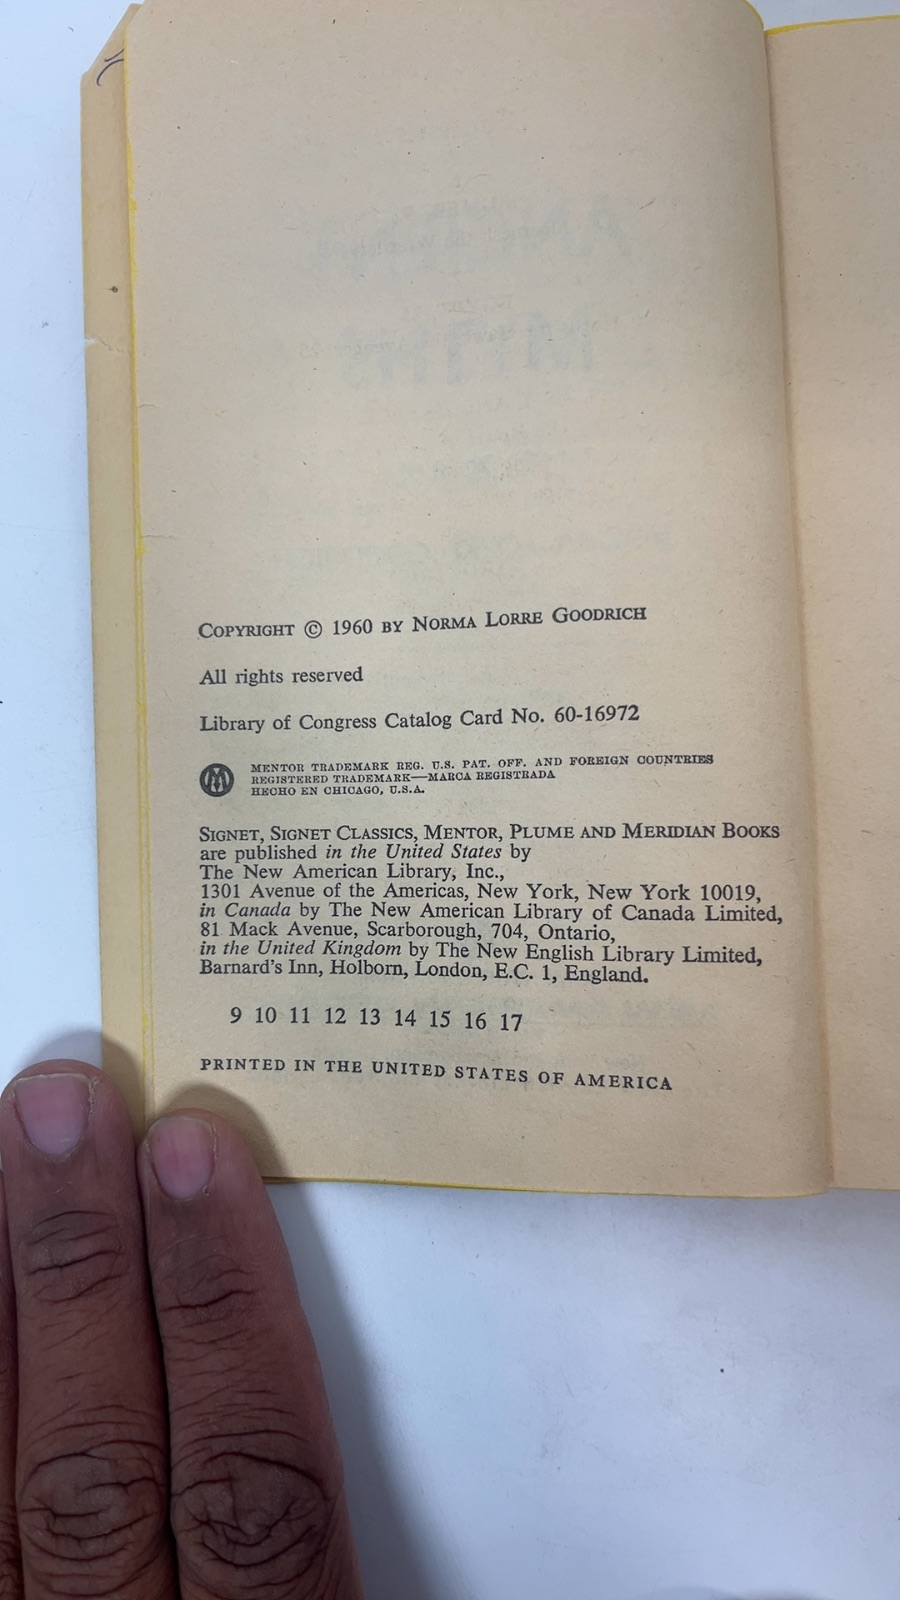 COPYRIGHT © 1960 BY NORMA LORRE GOODRICH
All rights reserved
Library of Congress Catalog Card No. 60-16972
MENTOR TRADEMARK REG. U.S. PAT. OFF. AND FOREIGN COUNTRIES
REGISTERED TRADEMARK—MARCA REGISTRADA
HECHO EN CHICAGO, U.S.A.
SIGNET, SIGNET CLASSICS, MENTOR, PLUME AND MERIDIAN BOOKS
are published in the United States by
The New American Library, Inc.,
1301 Avenue of the Americas, New York, New York 10019,
in Canada by The New American Library of Canada Limited,
81 Mack Avenue, Scarborough, 704, Ontario,
in the United Kingdom by The New English Library Limited,
Barnard's Inn, Holborn, London, E.C. 1, England.
9 10 11 12 13 14 15 16 17
PRINTED IN THE UNITED STATES OF AMERICA